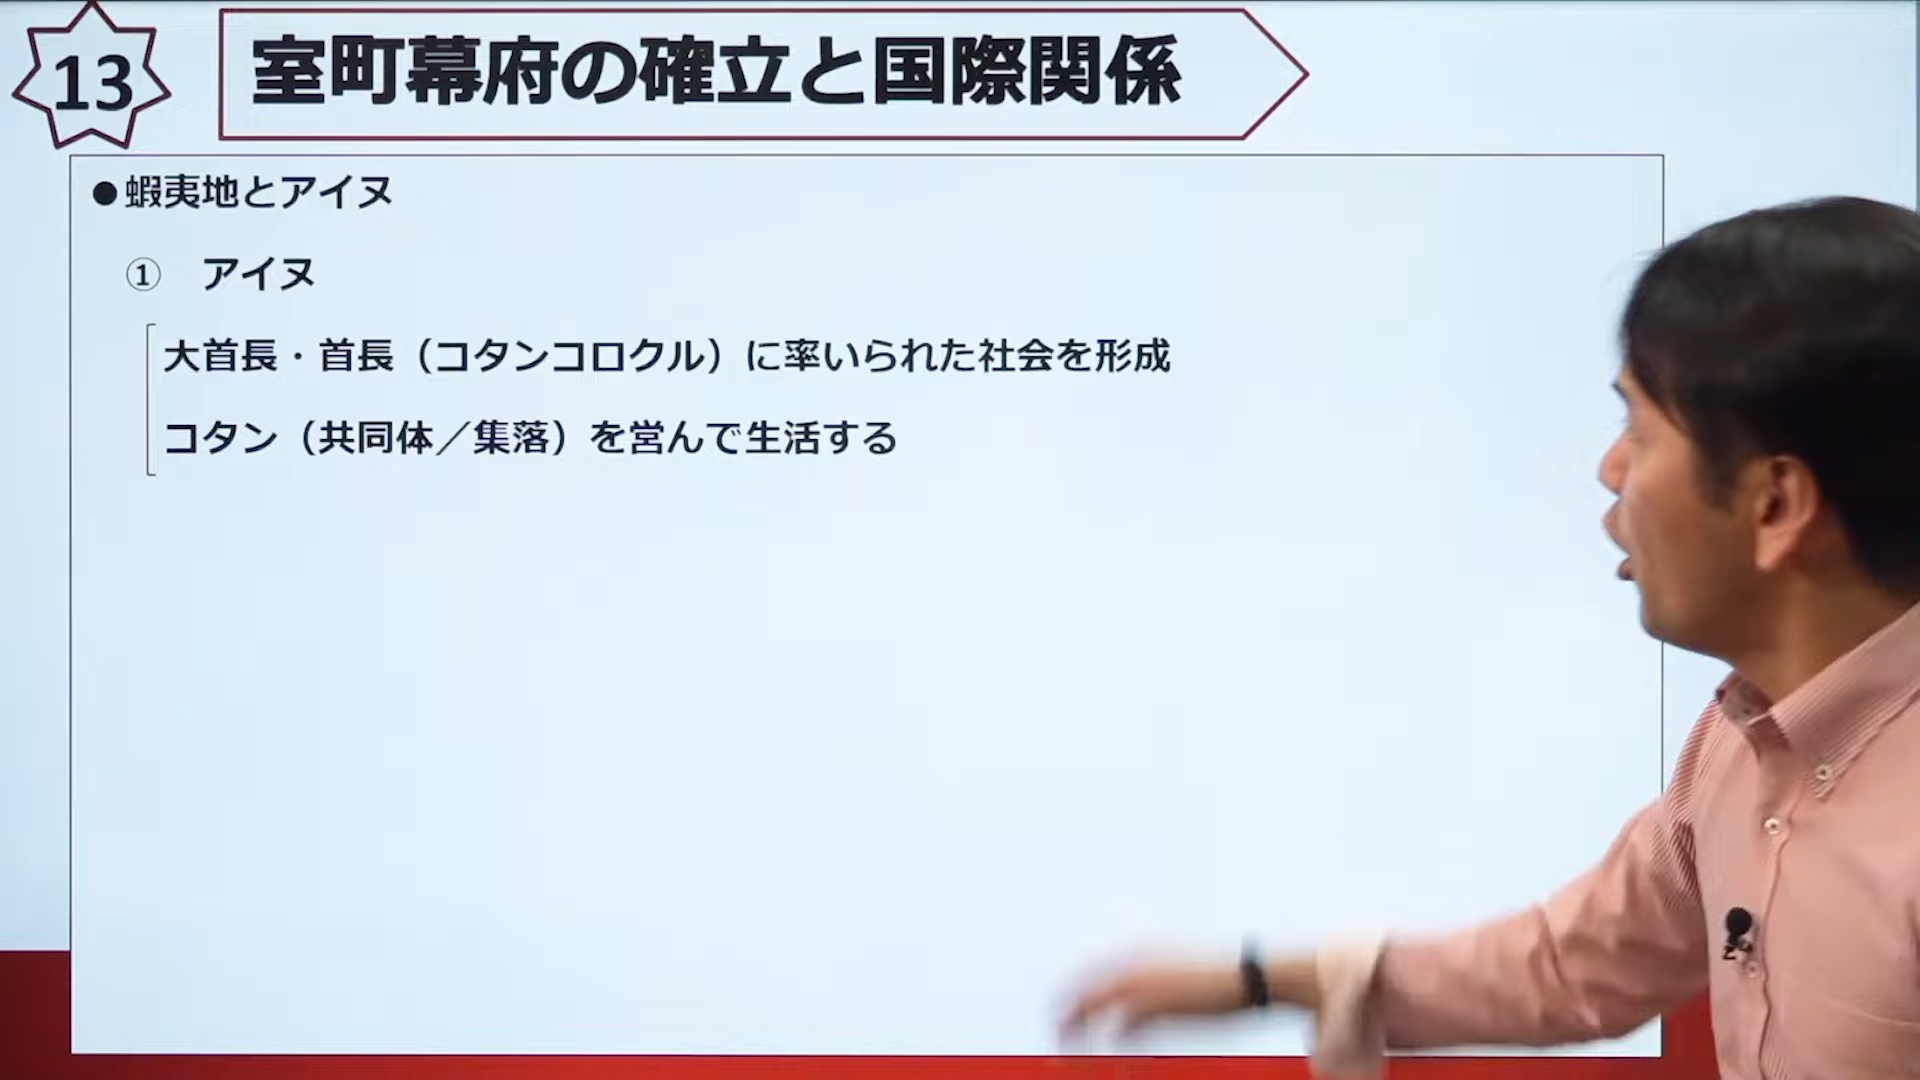 13
室町幕府の確立と国際関係
●蝦夷地とアイヌ
① アイヌ
大首長・首長（コタンコロクル）に率いられた社会を形成
コタン（共同体／集落）を営んで生活する